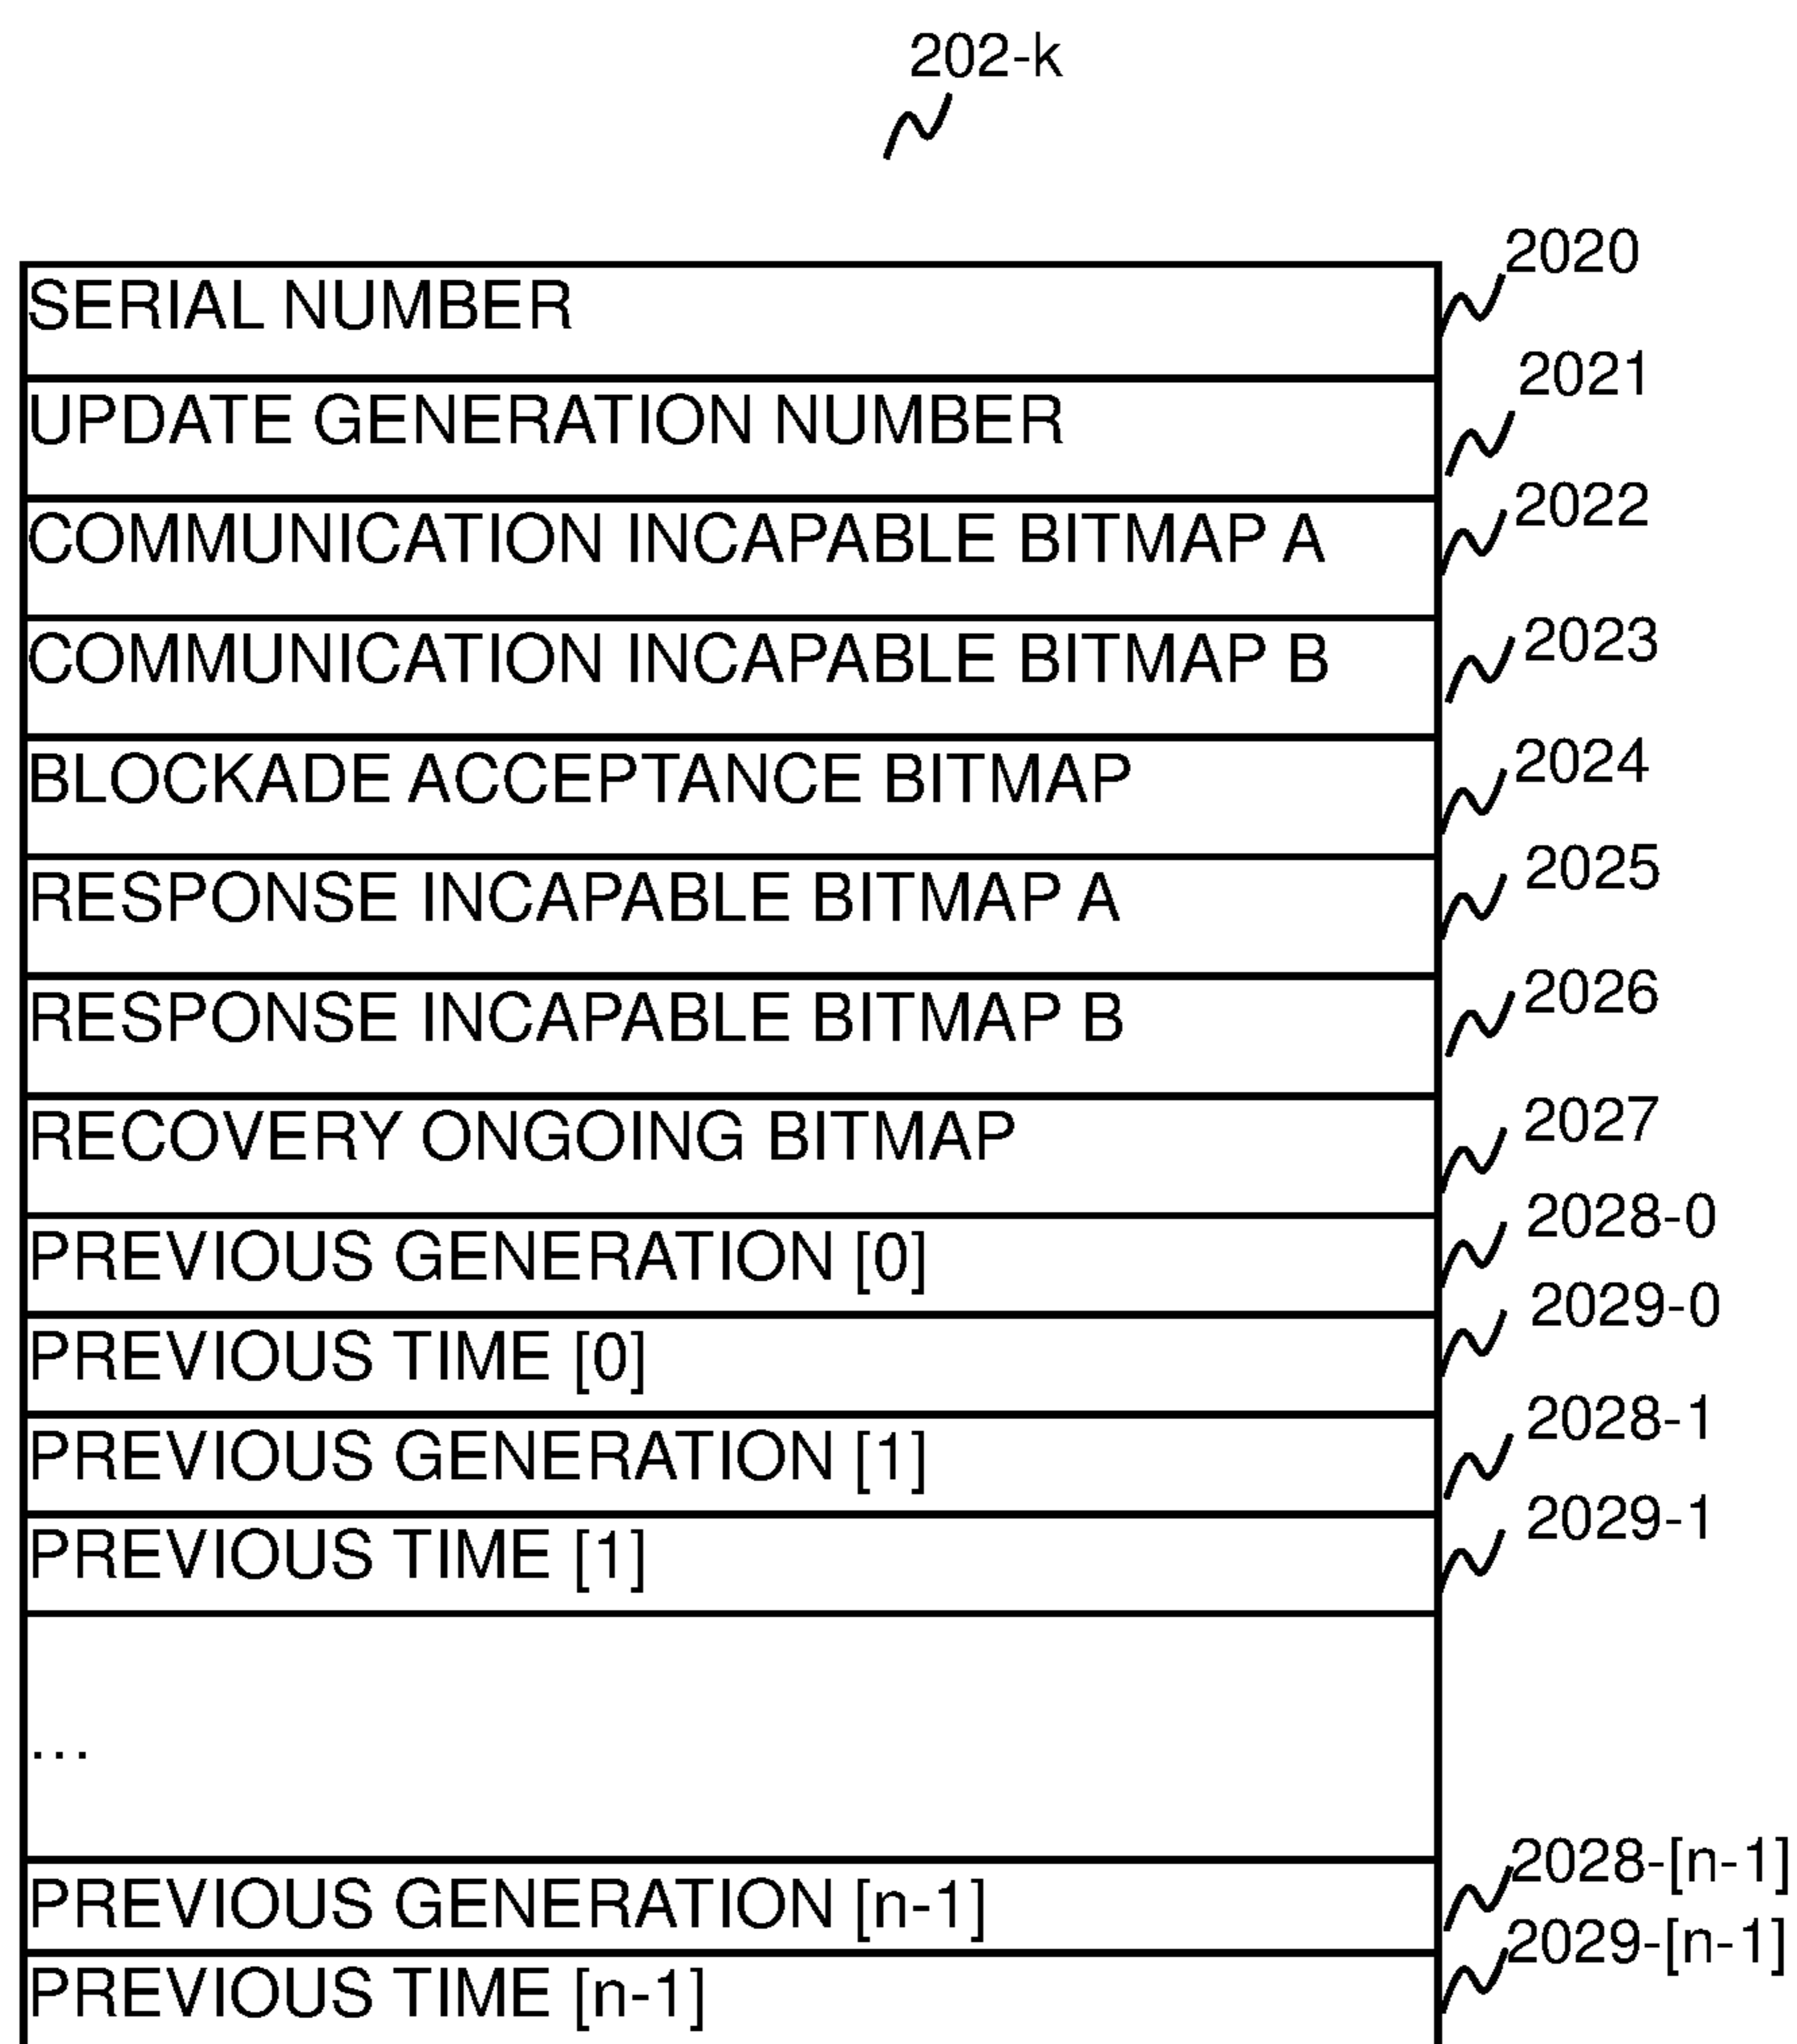 202-k
2020
SERIAL NUMBER
2021
UPDATE GENERATION NUMBER
2022
COMMUNICATION INCAPABLE BITMAP A
2023
COMMUNICATION INCAPABLE BITMAP B
2024
BLOCKADE ACCEPTANCE BITMAP
2025
RESPONSE INCAPABLE BITMAP A
2026
RESPONSE INCAPABLE BITMAP B
2027
RECOVERY ONGOING BITMAP
2028-0
PREVIOUS GENERATION [0]
2029-0
PREVIOUS TIME [0]
2028-1
PREVIOUS GENERATION [1]
2029-1
PREVIOUS TIME [1]
...
2028-[n-1]
PREVIOUS GENERATION [n-1]
2029-[n-1]
PREVIOUS TIME [n-1]